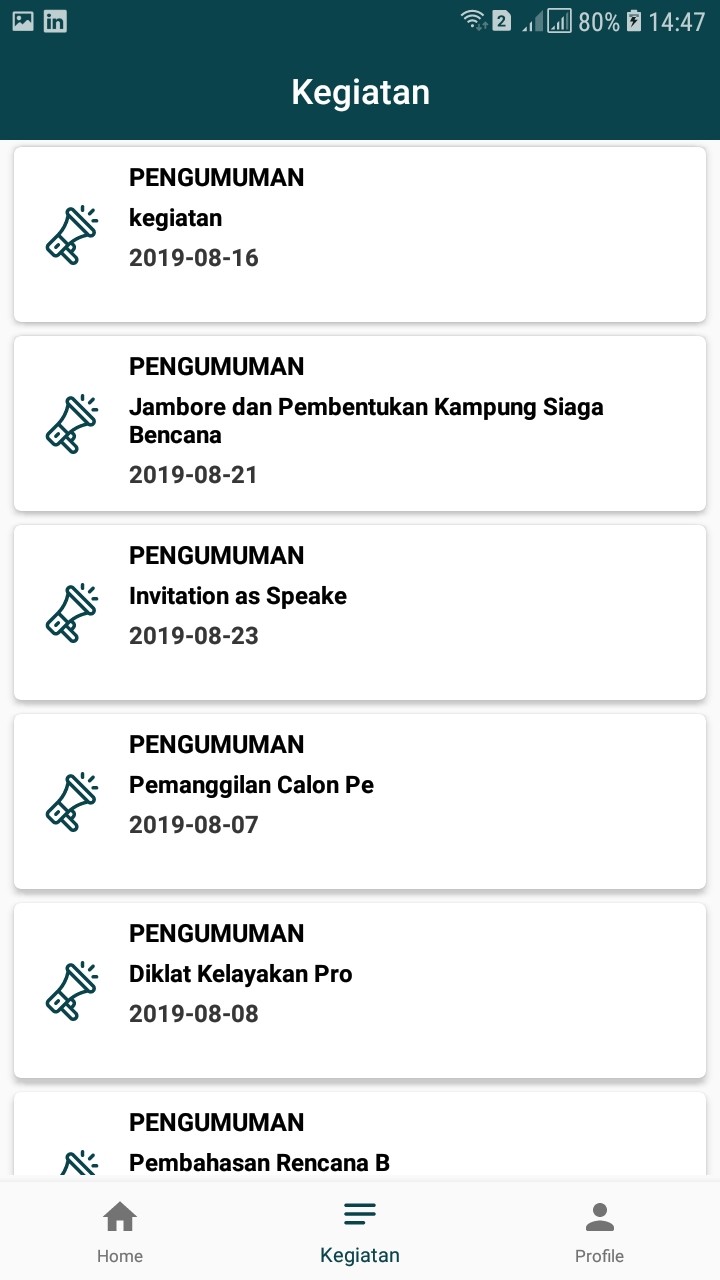 in
2
80%
14:47
Kegiatan
PENGUMUMAN
kegiatan
2019-08-16
PENGUMUMAN
Jambore dan Pembentukan Kampung Siaga
Bencana
2019-08-21
PENGUMUMAN
Invitation as Speake
2019-08-23
PENGUMUMAN
Pemanggilan Calon Pe
2019-08-07
PENGUMUMAN
Diklat Kelayakan Pro
2019-08-08
PENGUMUMAN
Pembahasan Rencana B
Home
Kegiatan
Profile